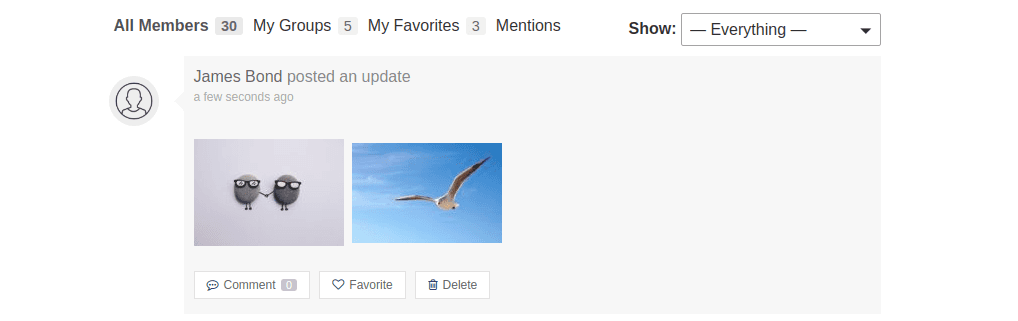 All Members 30 My Groups 5 My Favorites 3 Mentions Show: — Everything —
James Bond posted an update
a few seconds ago
Comment 0 Favorite Delete